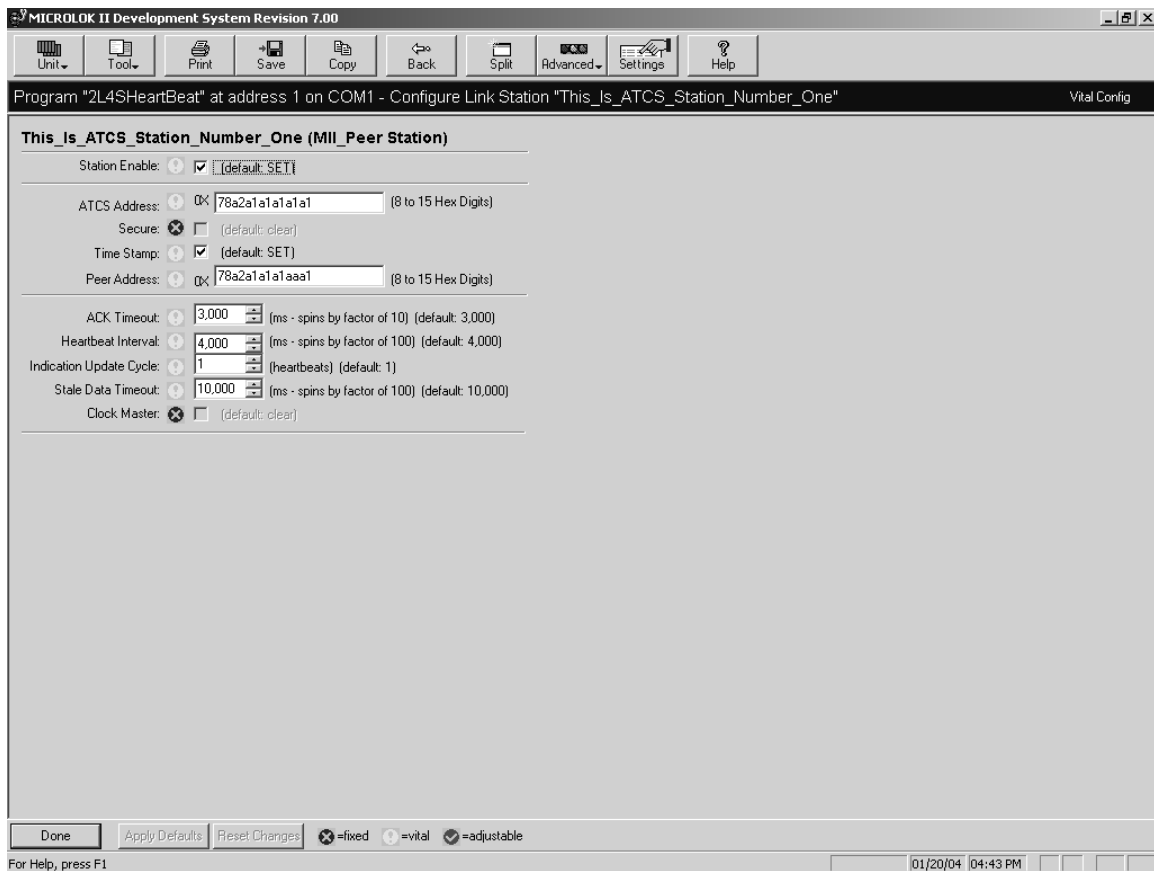 MICROLOK II Development System Revision 7.00
Unit Tool Print Save Copy Back Split Advanced Settings Help
Program "2L4SHeartBeat" at address 1 on COM1 - Configure Link Station "This_Is_ATCS_Station_Number_One" Vital Config
This_Is_ATCS_Station_Number_One (MII_Peer Station)
Station Enable: (default: SET)
ATCS Address: 0X 78a2a1a1a1a1a1 (8 to 15 Hex Digits)
Secure: (default: clear)
Time Stamp: (default: SET)
Peer Address: 0X 78a2a1a1a1aaa1 (8 to 15 Hex Digits)
ACK Timeout: 3,000 (ms - spins by factor of 10) (default: 3,000)
Heartbeat Interval: 4,000 (ms - spins by factor of 100) (default: 4,000)
Indication Update Cycle: 1 (heartbeats) (default: 1)
Stale Data Timeout: 10,000 (ms - spins by factor of 100) (default: 10,000)
Clock Master: (default: clear)
Done Apply Defaults Reset Changes =fixed =vital =adjustable
For Help, press F1 01/20/04 04:43 PM